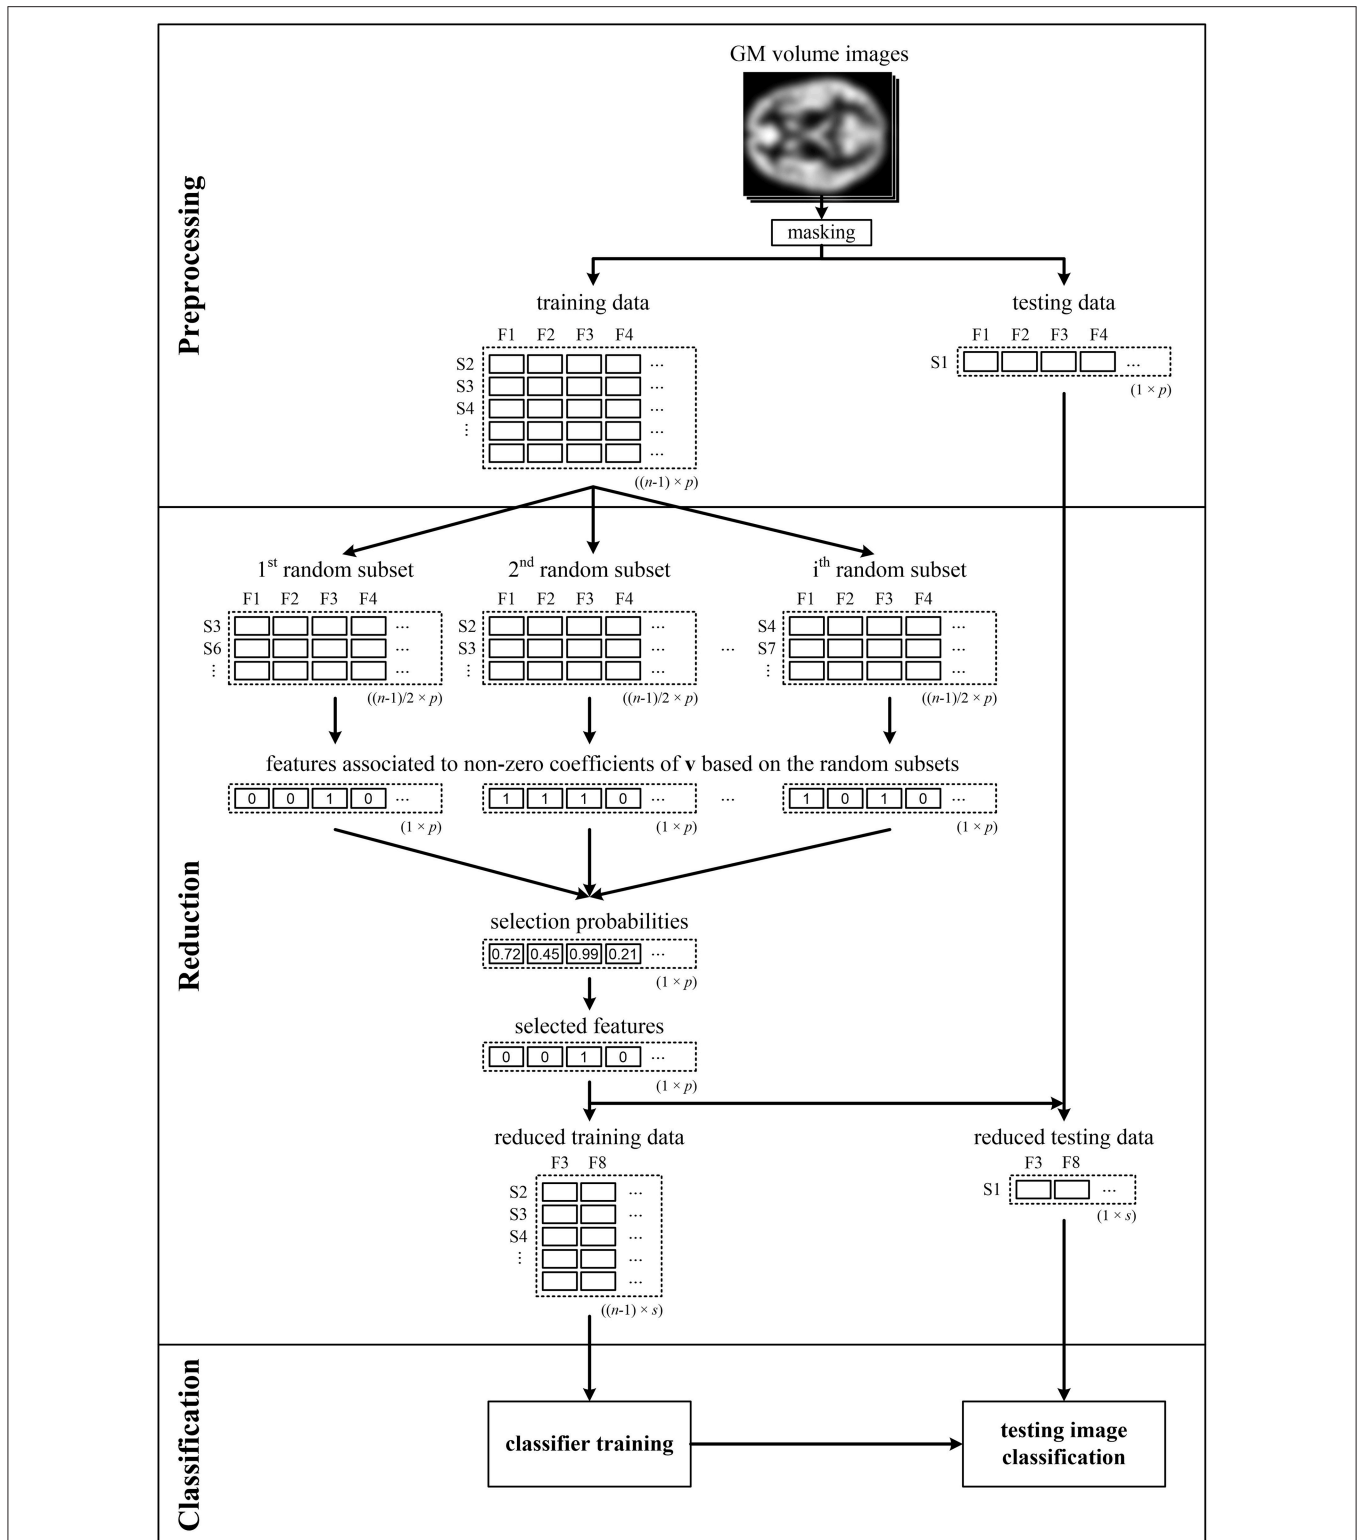 Preprocessing
GM volume images
masking
training data
F1 F2 F3 F4
S2 ...
S3 ...
S4 ...
⋮ ...
...
((n-1) × p)
testing data
F1 F2 F3 F4
S1 ...
(1 × p)
Reduction
1st random subset
F1 F2 F3 F4
S3 ...
S6 ...
⋮ ...
((n-1)/2 × p)
2nd random subset
F1 F2 F3 F4
S2 ...
S3 ...
⋮ ...
((n-1)/2 × p)
...
ith random subset
F1 F2 F3 F4
S4 ...
S7 ...
⋮ ...
((n-1)/2 × p)
features associated to non-zero coefficients of v based on the random subsets
0 0 1 0 ...
(1 × p)
1 1 1 0 ...
(1 × p)
...
1 0 1 0 ...
(1 × p)
selection probabilities
0.72 0.45 0.99 0.21 ...
(1 × p)
selected features
0 0 1 0 ...
(1 × p)
reduced training data
F3 F8
S2 ...
S3 ...
S4 ...
⋮ ...
...
((n-1) × s)
reduced testing data
F3 F8
S1 ...
(1 × s)
Classification
classifier training
testing image
classification